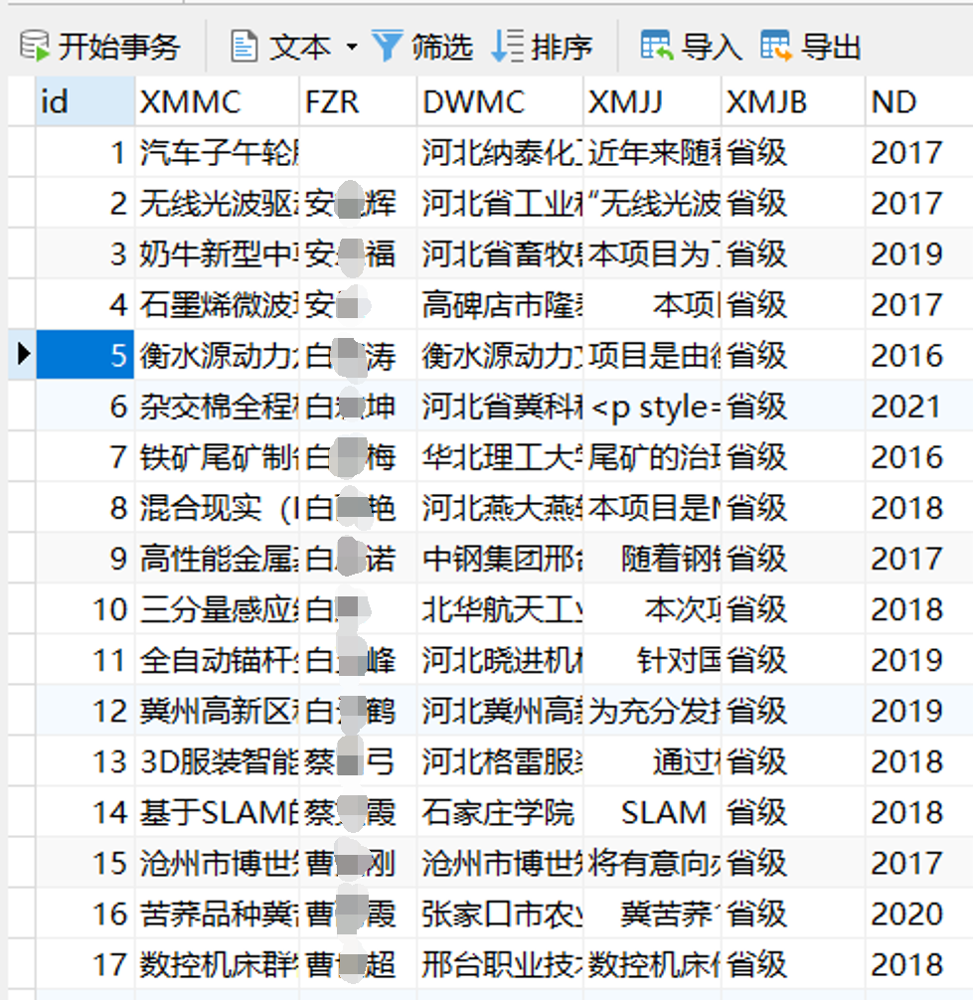 开始事务 文本 筛选 排序 导入 导出
id XMMC FZR DWMC XMJJ XMJB ND
1 汽车子午轮 河北纳泰化 近年来随 省级 2017
2 无线光波驱 安 辉 河北省工业 “无线光波 省级 2017
3 奶牛新型中 安 福 河北省畜牧 本项目为 省级 2019
4 石墨烯微波 安 高碑店市隆 本项 省级 2017
5 衡水源动力 白 涛 衡水源动力 项目是由 省级 2016
6 杂交棉全程 白 坤 河北省冀科 <p style= 省级 2021
7 铁矿尾矿制 白 梅 华北理工大 尾矿的治 省级 2016
8 混合现实（ 白 艳 河北燕大燕 本项目是 省级 2018
9 高性能金属 白 诺 中钢集团邢 随着钢 省级 2017
10 三分量感应 白 北华航天工 本次 省级 2018
11 全自动锚杆 白 峰 河北晓进机 针对国 省级 2019
12 冀州高新区 白 鹤 河北冀州高 为充分发 省级 2019
13 3D服装智能 蔡 弓 河北格雷服 通过 省级 2018
14 基于SLAM 蔡 霞 石家庄学院 SLAM 省级 2018
15 沧州市博世 曹 刚 沧州市博世 将有意向 省级 2017
16 苦荞品种冀 曹 霞 张家口市农 冀苦荞 省级 2020
17 数控机床群 曹 超 邢台职业技 数控机床 省级 2018